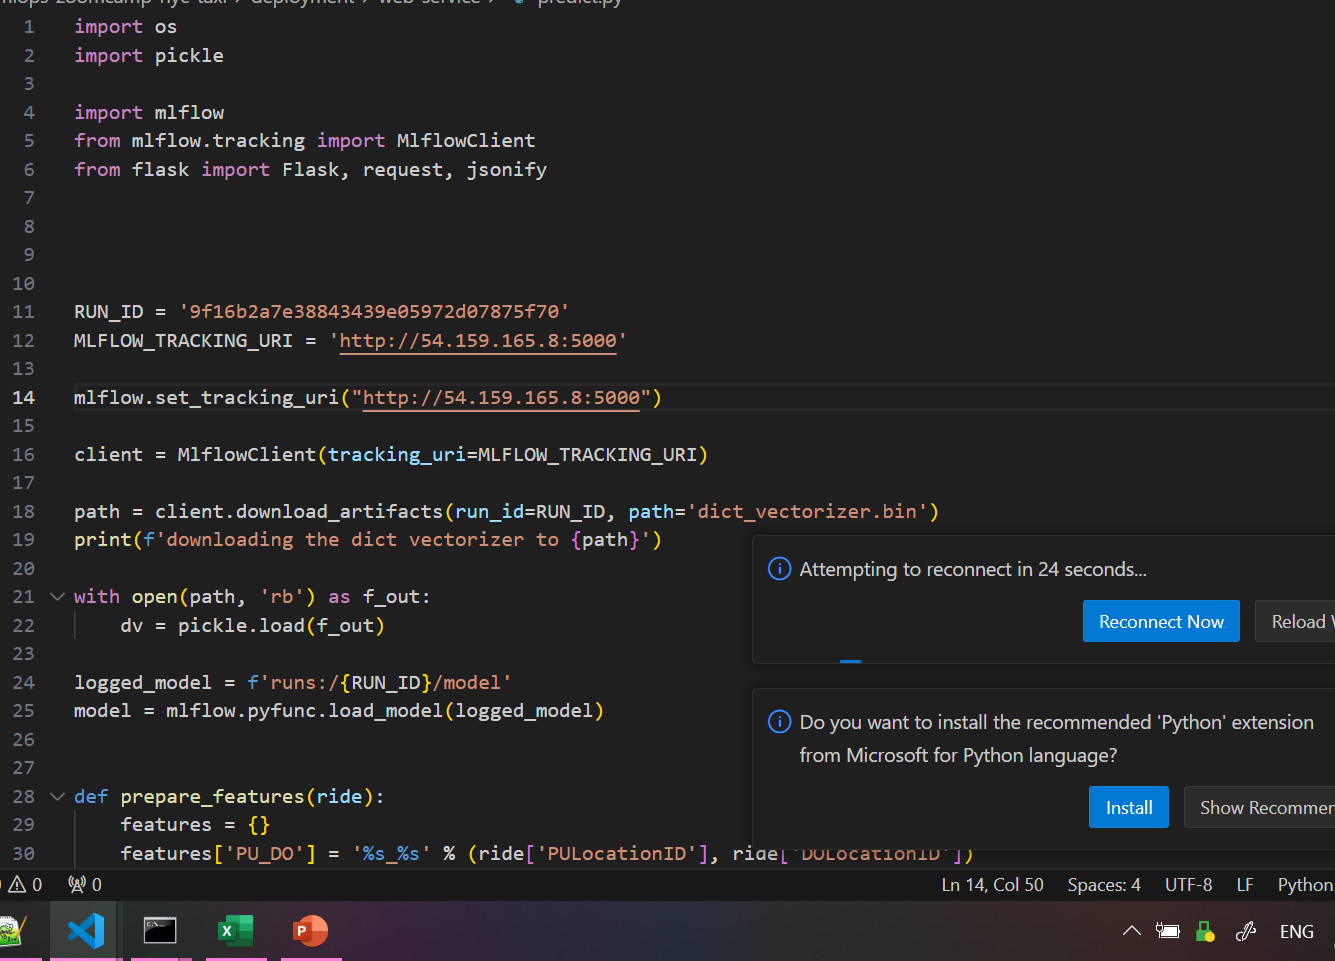 mlops-zoomcamp-nyc-taxi > deployment > web-service > predict.py
1 import os
2 import pickle
3
4 import mlflow
5 from mlflow.tracking import MlflowClient
6 from flask import Flask, request, jsonify
7
8
9
10
11 RUN_ID = '9f16b2a7e38843439e05972d07875f70'
12 MLFLOW_TRACKING_URI = 'http://54.159.165.8:5000'
13
14 mlflow.set_tracking_uri("http://54.159.165.8:5000")
15
16 client = MlflowClient(tracking_uri=MLFLOW_TRACKING_URI)
17
18 path = client.download_artifacts(run_id=RUN_ID, path='dict_vectorizer.bin')
19 print(f'downloading the dict vectorizer to {path}')
20
21 with open(path, 'rb') as f_out:
22 dv = pickle.load(f_out)
23
24 logged_model = f'runs:/{RUN_ID}/model'
25 model = mlflow.pyfunc.load_model(logged_model)
26
27
28 def prepare_features(ride):
29 features = {}
30 features['PU_DO'] = '%s_%s' % (ride['PULocationID'], ride['DOLocationID'])
Attempting to reconnect in 24 seconds...
Reconnect Now Reload W
Do you want to install the recommended 'Python' extension
from Microsoft for Python language?
Install Show Recommen
0 0 Ln 14, Col 50 Spaces: 4 UTF-8 LF Python
ENG